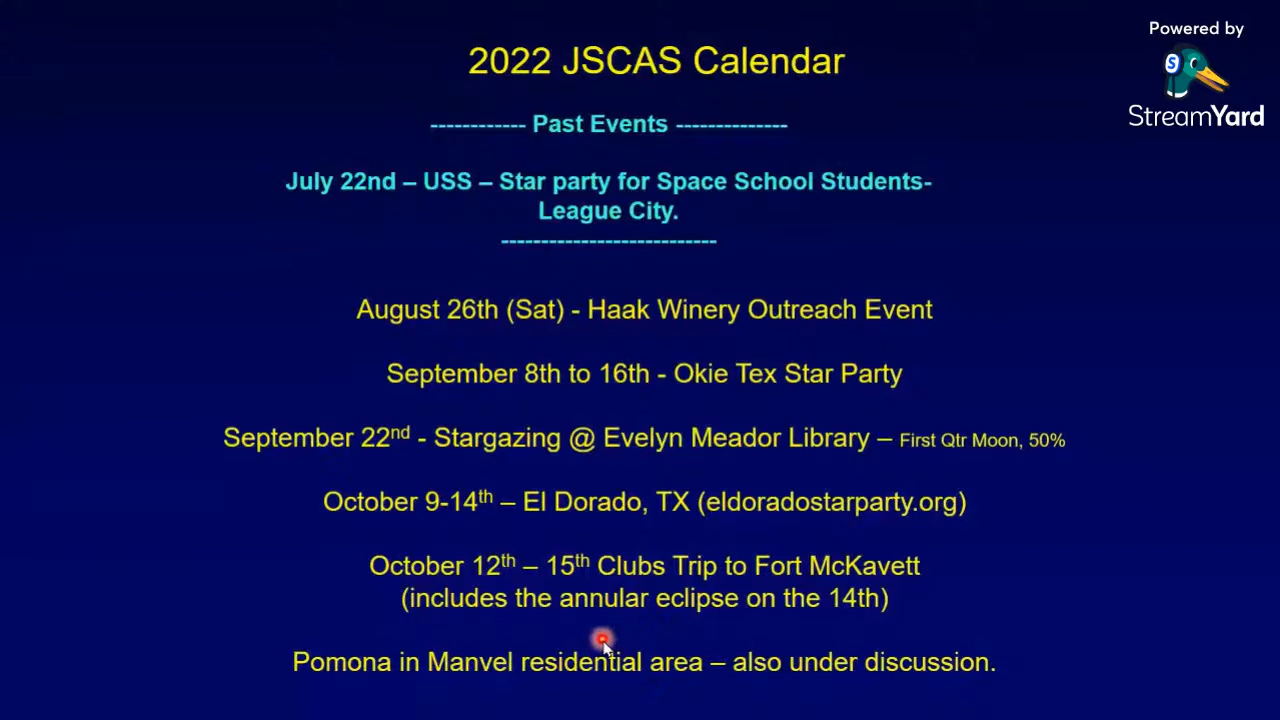 Powered by
S
StreamYard
2022 JSCAS Calendar
------------ Past Events --------------
July 22nd – USS – Star party for Space School Students-
League City.
---------------------------
August 26th (Sat) - Haak Winery Outreach Event
September 8th to 16th - Okie Tex Star Party
September 22nd - Stargazing @ Evelyn Meador Library – First Qtr Moon, 50%
October 9-14th – El Dorado, TX (eldoradostarparty.org)
October 12th – 15th Clubs Trip to Fort McKavett
(includes the annular eclipse on the 14th)
Pomona in Manvel residential area – also under discussion.